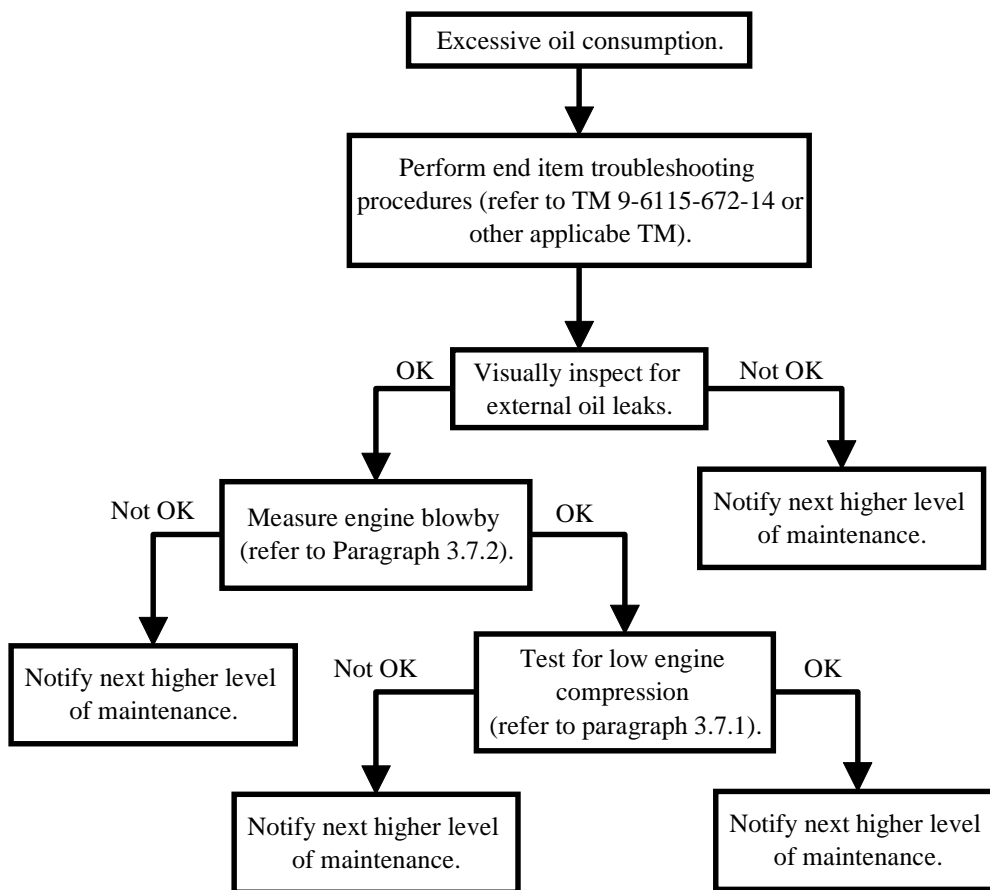 Excessive oil consumption.
Perform end item troubleshooting
procedures (refer to TM 9-6115-672-14 or
other applicabe TM).
OK
Visually inspect for
external oil leaks.
Not OK
Not OK
Measure engine blowby
(refer to Paragraph 3.7.2).
OK
Notify next higher level
of maintenance.
Notify next higher level
of maintenance.
Not OK
Test for low engine
compression
(refer to paragraph 3.7.1).
OK
Notify next higher level
of maintenance.
Notify next higher level
of maintenance.